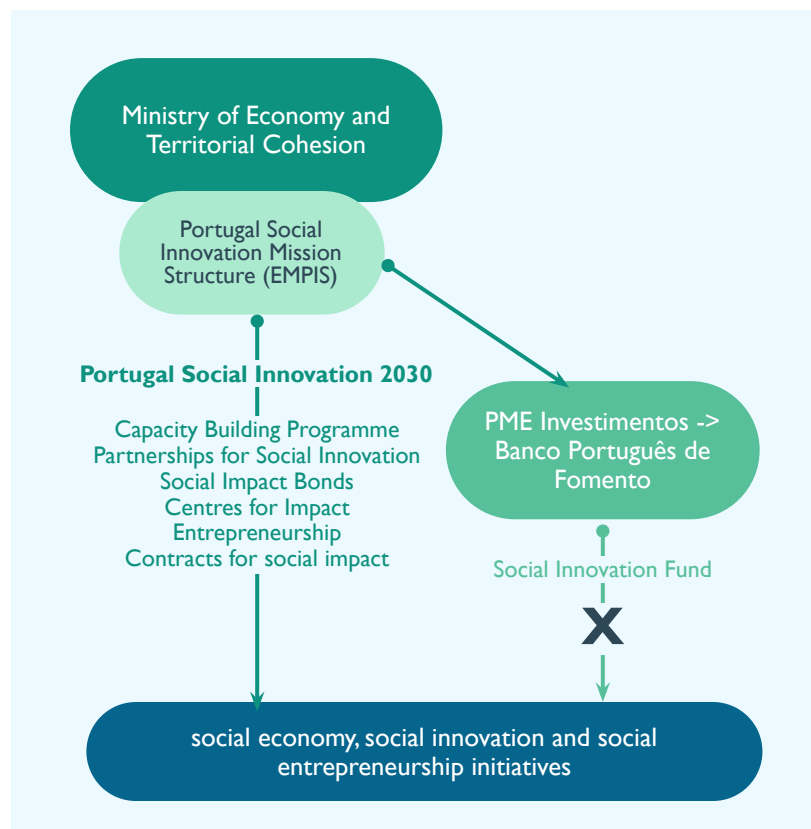 Ministry of Economy and
Territorial Cohesion
Portugal Social
Innovation Mission
Structure (EMPIS)
Portugal Social Innovation 2030
Capacity Building Programme
Partnerships for Social Innovation
Social Impact Bonds
Centres for Impact
Entrepreneurship
Contracts for social impact
PME Investimentos ->
Banco Português de
Fomento
Social Innovation Fund
X
social economy, social innovation and social
entrepreneurship initiatives